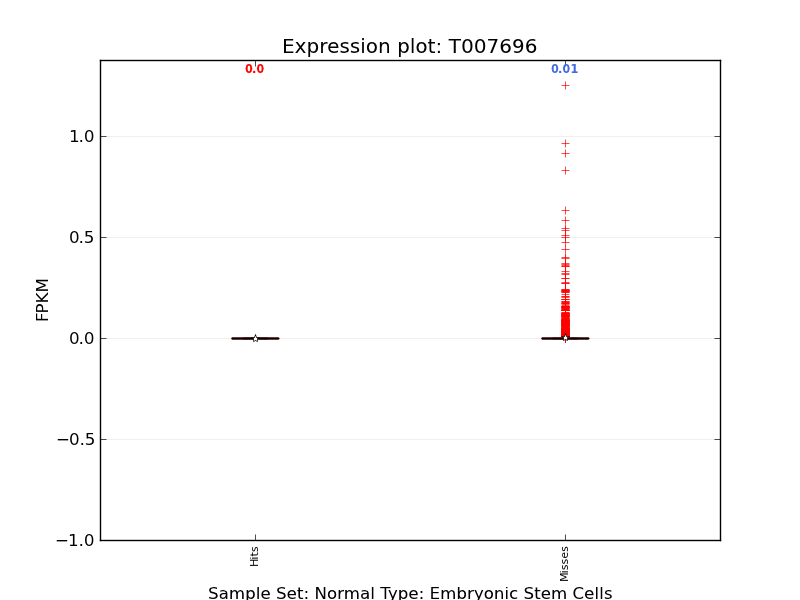 Expression plot: T007696
0.0 0.01
1.0
0.5
0.0
−0.5
−1.0
FPKM
Hits Misses
Sample Set: Normal Type: Embryonic Stem Cells